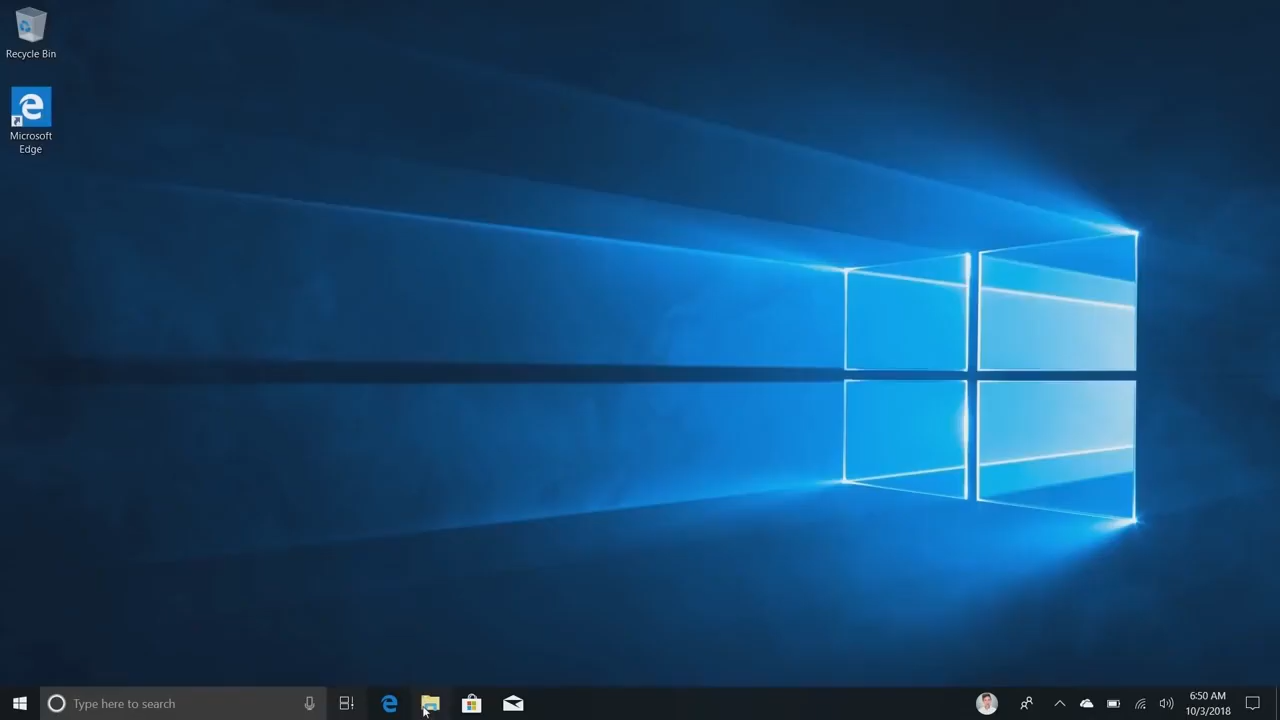 Recycle Bin
Microsoft
Edge
Type here to search
6:50 AM
10/3/2018